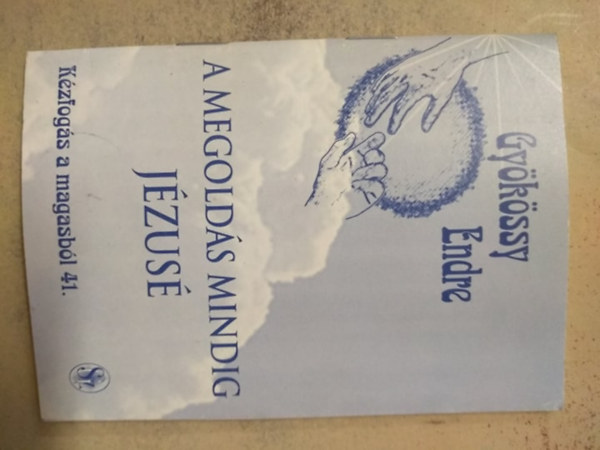 Gyökössy
Endre
A MEGOLDÁS MINDIG
JÉZUSÉ
Kézfogás a magasból 41.